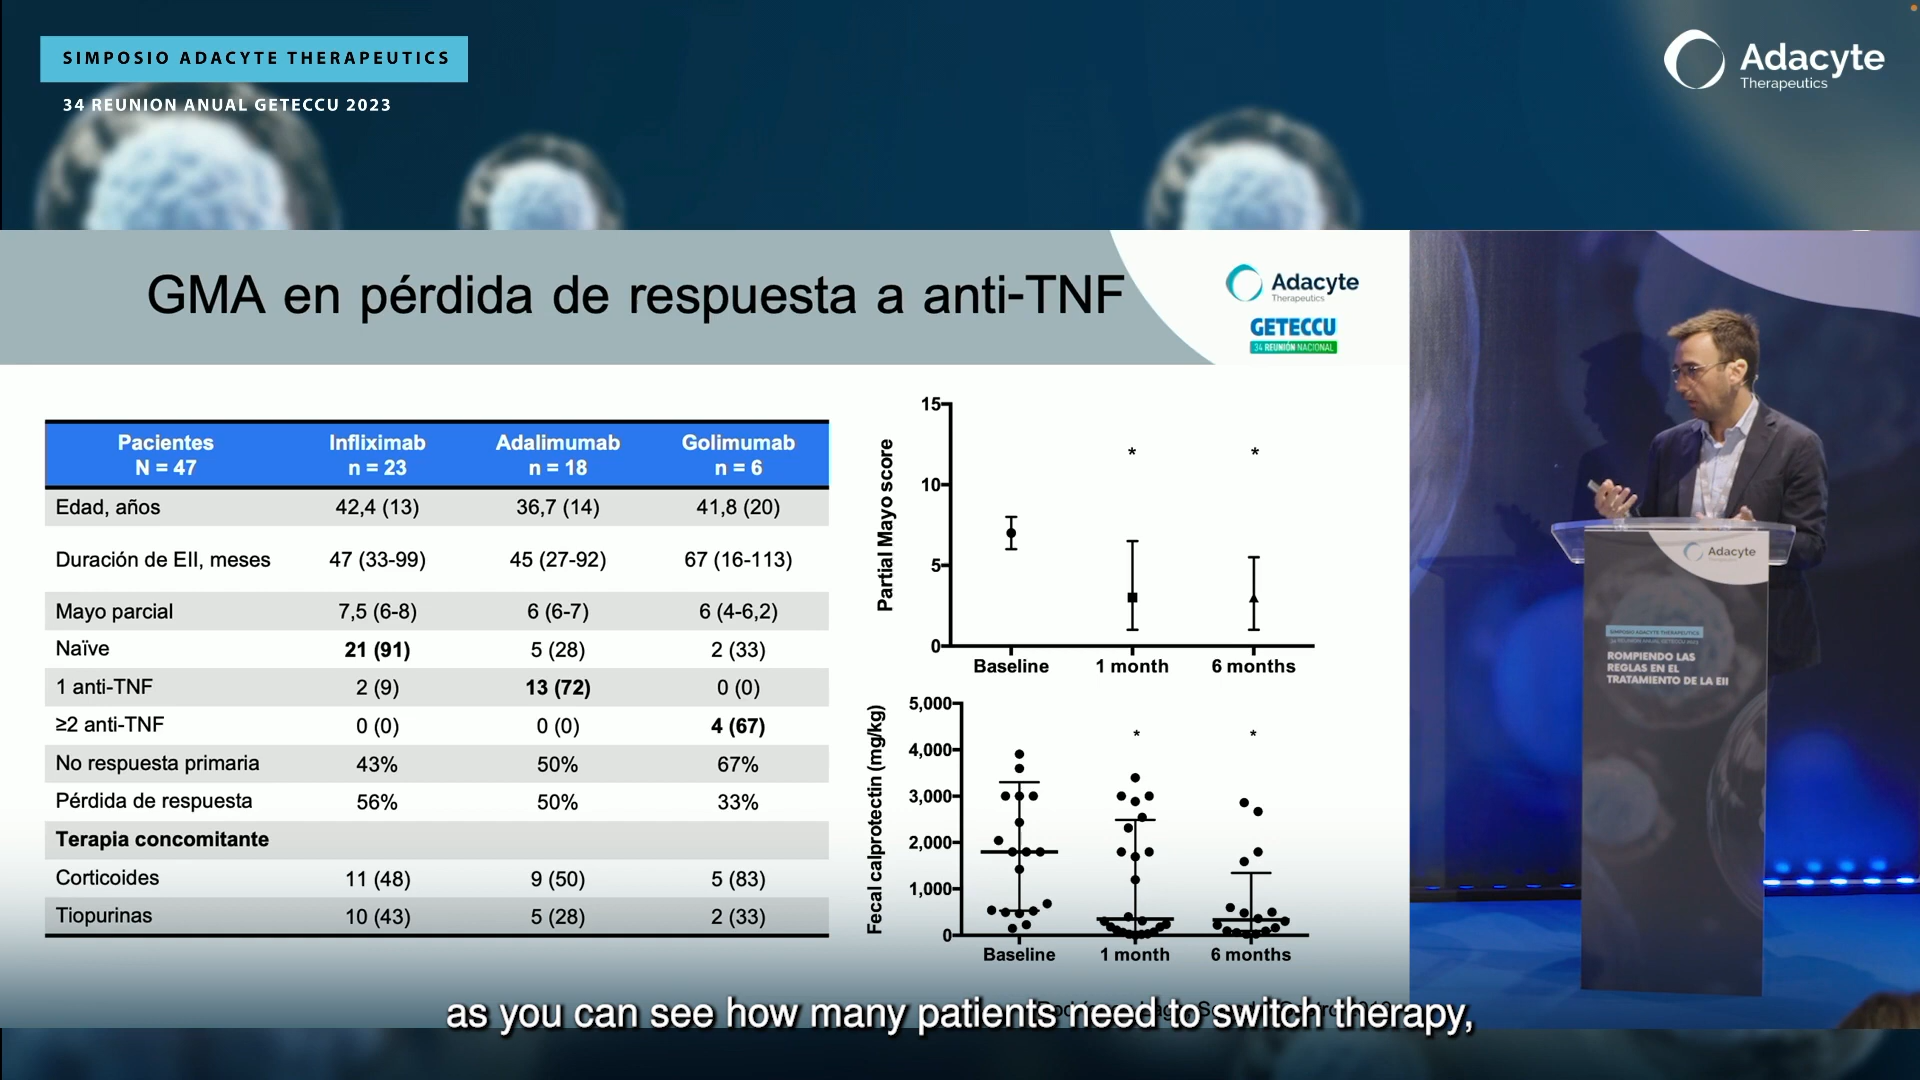 SIMPOSIO ADACYTE THERAPEUTICS
34 REUNION ANUAL GETECCU 2023
Adacyte
Therapeutics
GMA en pérdida de respuesta a anti-TNF
Adacyte
Therapeutics
GETECCU
34 REUNIÓN NACIONAL
Pacientes Infliximab Adalimumab Golimumab
N = 47 n = 23 n = 18 n = 6
Edad, años 42,4 (13) 36,7 (14) 41,8 (20)
Duración de EII, meses 47 (33-99) 45 (27-92) 67 (16-113)
Mayo parcial 7,5 (6-8) 6 (6-7) 6 (4-6,2)
Naïve 21 (91) 5 (28) 2 (33)
1 anti-TNF 2 (9) 13 (72) 0 (0)
≥2 anti-TNF 0 (0) 0 (0) 4 (67)
No respuesta primaria 43% 50% 67%
Pérdida de respuesta 56% 50% 33%
Terapia concomitante
Corticoides 11 (48) 9 (50) 5 (83)
Tiopurinas 10 (43) 5 (28) 2 (33)
Partial Mayo score
15
* *
10
5
0
Baseline 1 month 6 months
Fecal calprotectin (mg/kg)
5,000
* *
4,000
3,000
2,000
1,000
0
Baseline 1 month 6 months
Adacyte
SIMPOSIO ADACYTE THERAPEUTICS
34 REUNION ANUAL GETECCU 2023
ROMPIENDO LAS
REGLAS EN EL
TRATAMIENTO DE LA EII
as you can see how many patients need to switch therapy,